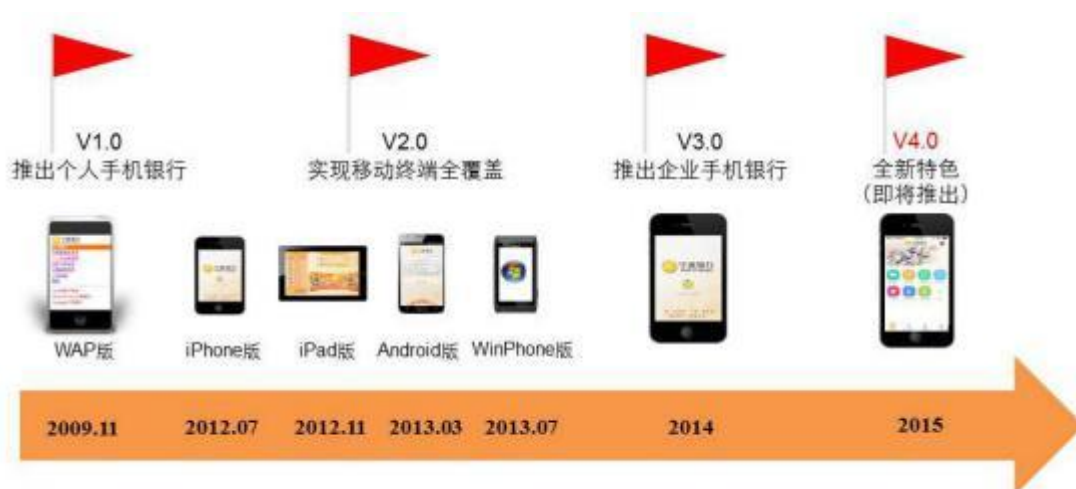 V1.0
推出个人手机银行
V2.0
实现移动终端全覆盖
V3.0
推出企业手机银行
V4.0
全新特色
（即将推出）
WAP版
iPhone版
iPad版
Android版
WinPhone版
2009.11
2012.07
2012.11
2013.03
2013.07
2014
2015